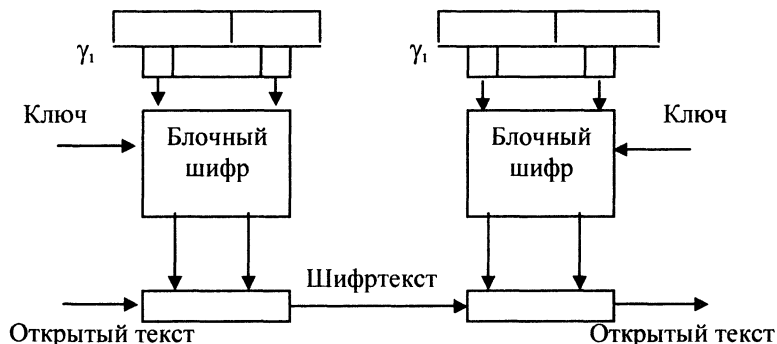 γ₁ γ₁
Ключ Ключ
Блочный Блочный
шифр шифр
Шифртекст
Открытый текст Открытый текст